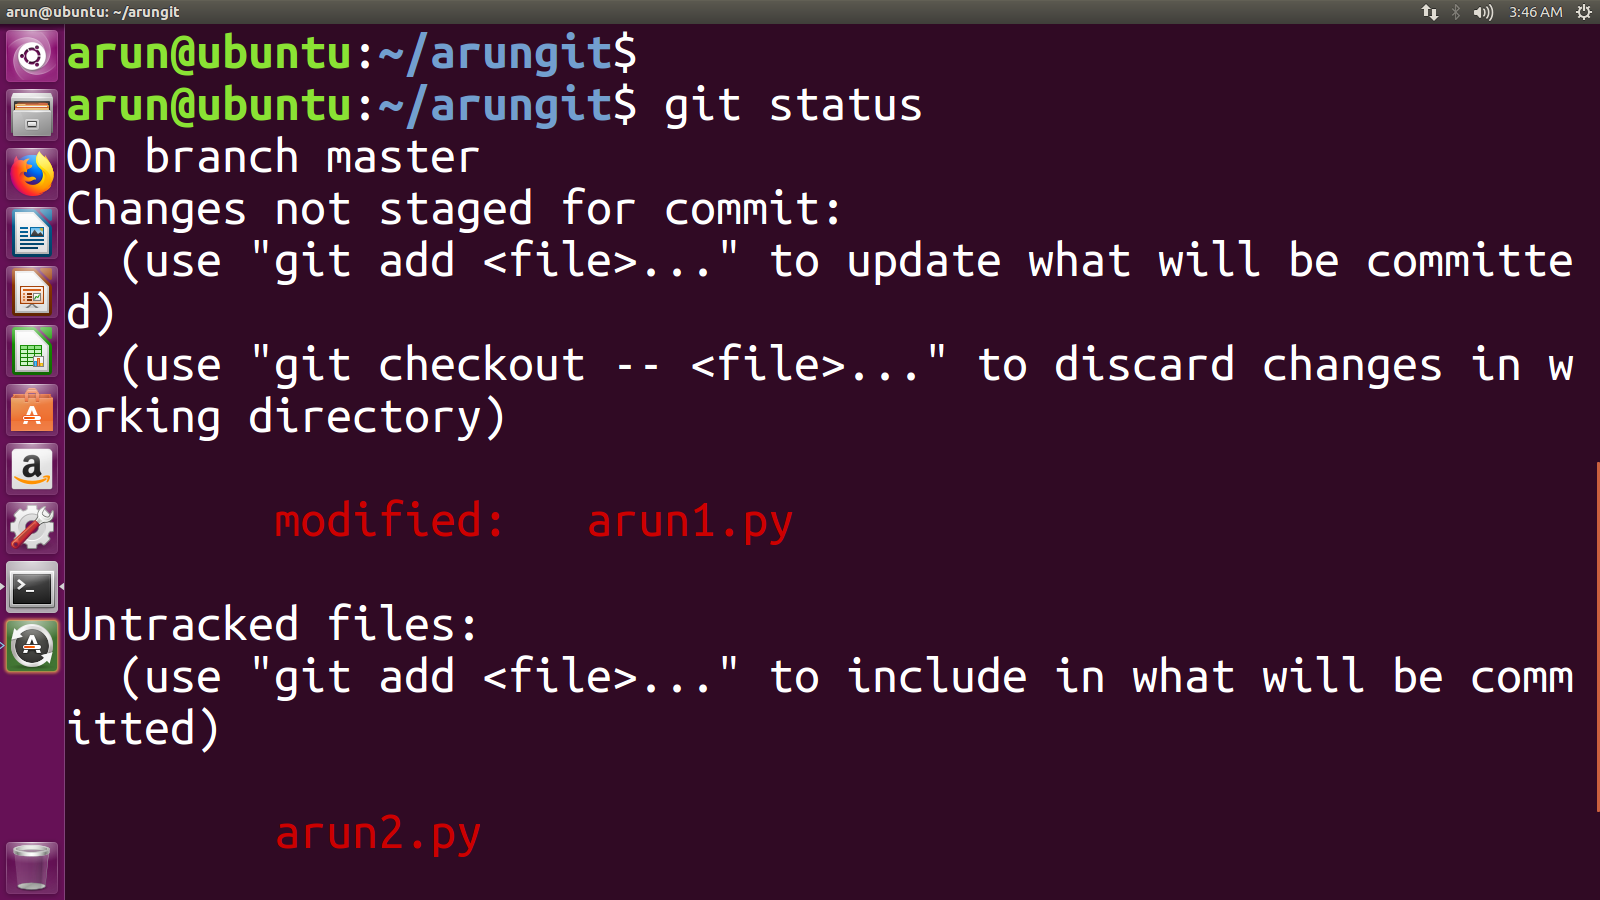 arun@ubuntu: ~/arungit
3:46 AM
arun@ubuntu:~/arungit$
arun@ubuntu:~/arungit$ git status
On branch master
Changes not staged for commit:
  (use "git add <file>..." to update what will be committe
d)
  (use "git checkout -- <file>..." to discard changes in w
orking directory)
        modified:   arun1.py
Untracked files:
  (use "git add <file>..." to include in what will be comm
itted)
        arun2.py